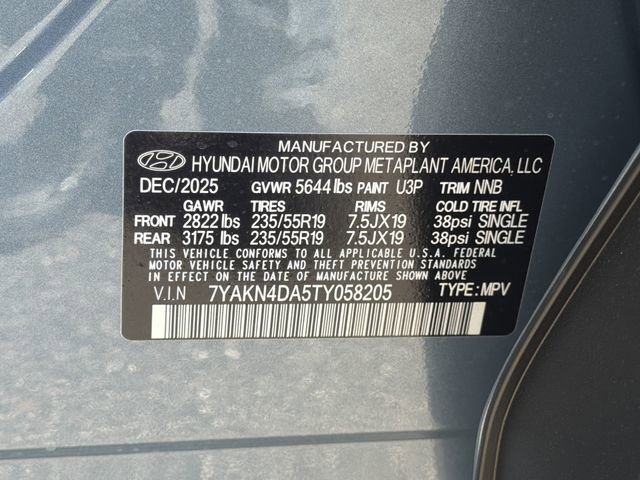 MANUFACTURED BY
HYUNDAI MOTOR GROUP METAPLANT AMERICA, LLC
DEC/2025 GVWR 5644 lbs PAINT U3P TRIM NNB
GAWR TIRES RIMS COLD TIRE INFL
FRONT 2822 lbs 235/55R19 7.5JX19 38psi SINGLE
REAR 3175 lbs 235/55R19 7.5JX19 38psi SINGLE
THIS VEHICLE CONFORMS TO ALL APPLICABLE U.S.A. FEDERAL
MOTOR VEHICLE SAFETY, BUMPER, AND THEFT PREVENTION STANDARDS
IN EFFECT ON THE DATE OF MANUFACTURE SHOWN ABOVE.
V.I.N 7YAKN4DA5TY058205 TYPE: MPV